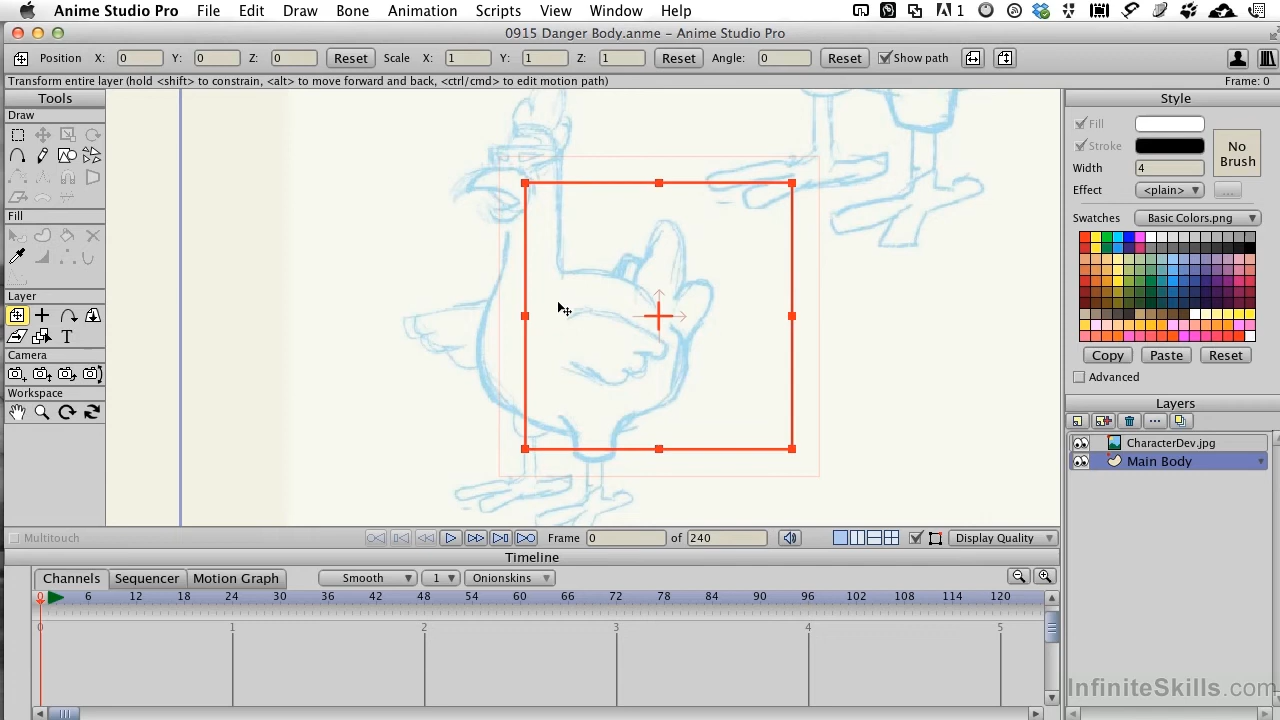 Anime Studio Pro File Edit Draw Bone Animation Scripts View Window Help 1
0915 Danger Body.anme – Anime Studio Pro
Position X: 0 Y: 0 Z: 0 Reset Scale X: 1 Y: 1 Z: 1 Reset Angle: 0 Reset Show path
Transform entire layer (hold <shift> to constrain, <alt> to move forward and back, <ctrl/cmd> to edit motion path) Frame: 0
Tools
Draw
Fill
Layer
T
Camera
Workspace
Style
Fill
Stroke
No Brush
Width 4
Effect <plain> ...
Swatches Basic Colors.png
Copy Paste Reset
Advanced
Layers
CharacterDev.jpg
Main Body
Multitouch Frame 0 of 240 Display Quality
Timeline
Channels Sequencer Motion Graph Smooth 1 Onionskins
0 6 12 18 24 30 36 42 48 54 60 66 72 78 84 90 96 102 108 114 120
0 1 2 3 4 5
InfiniteSkills.com